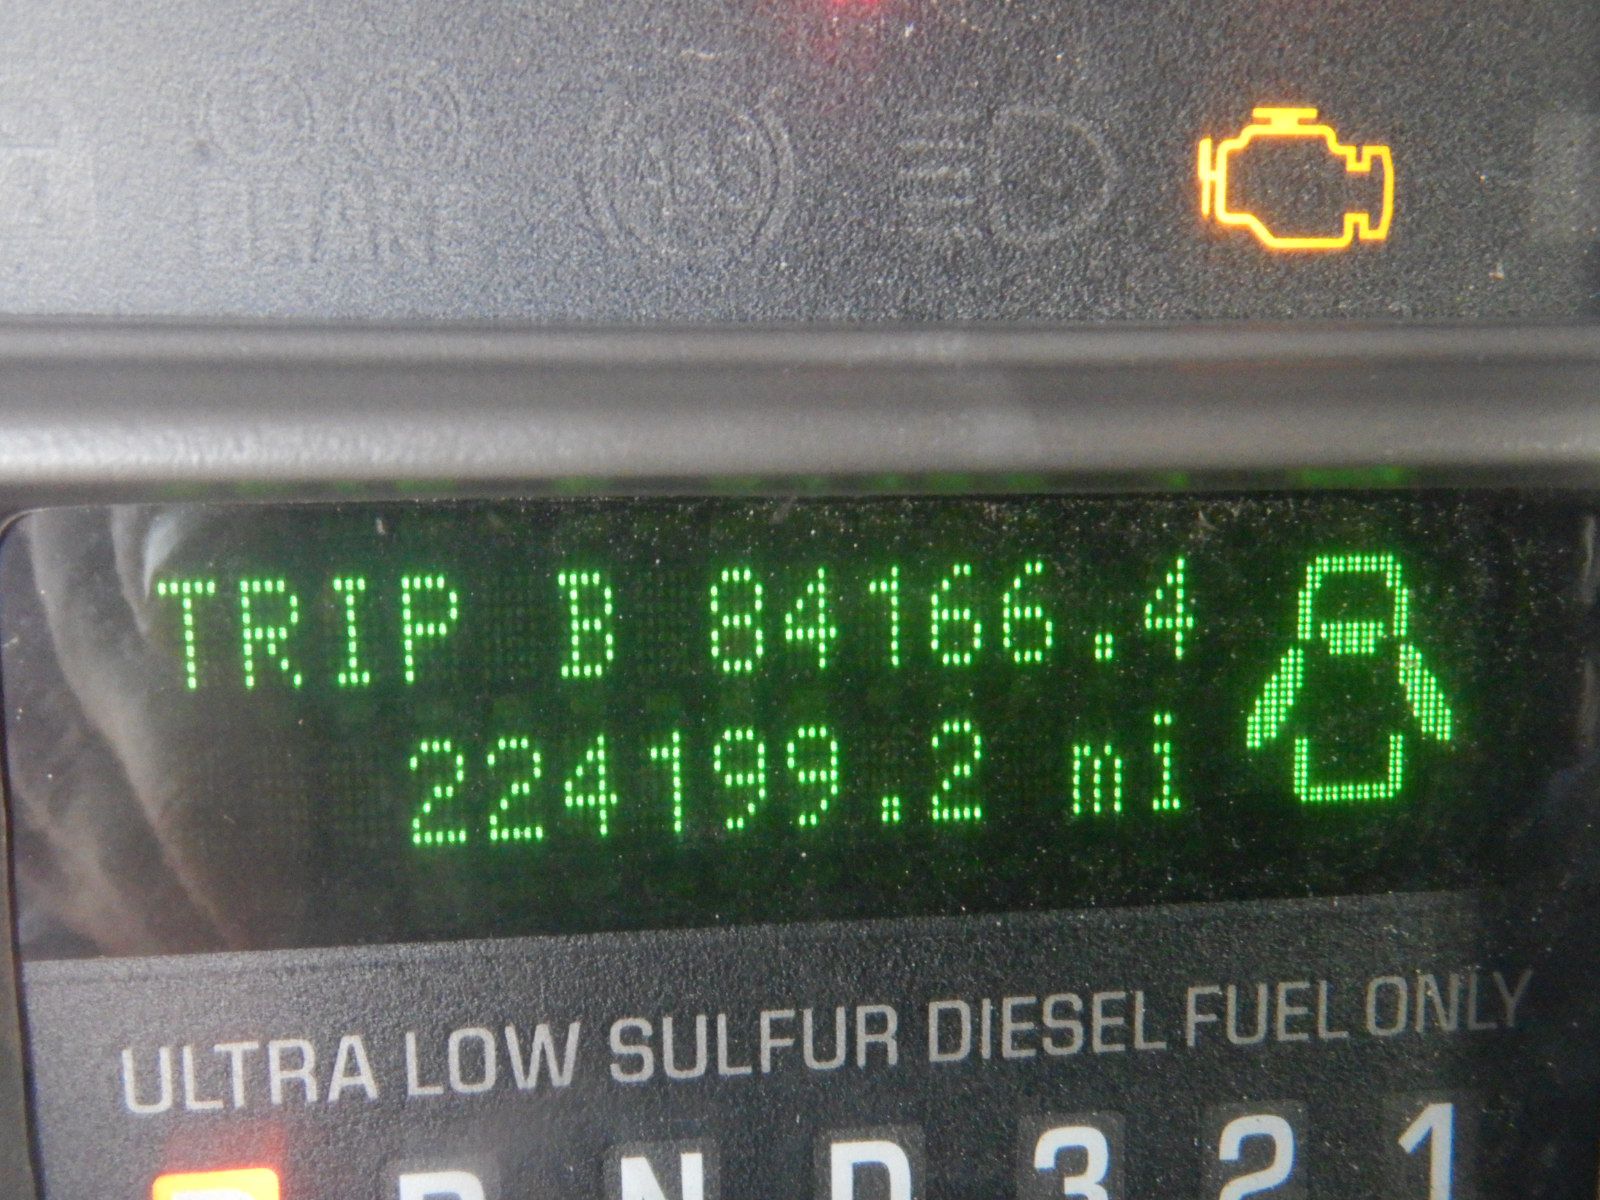 TRIP B 84166.4
224199.2 mi
ULTRA LOW SULFUR DIESEL FUEL ONLY
P R N D 3 2 1